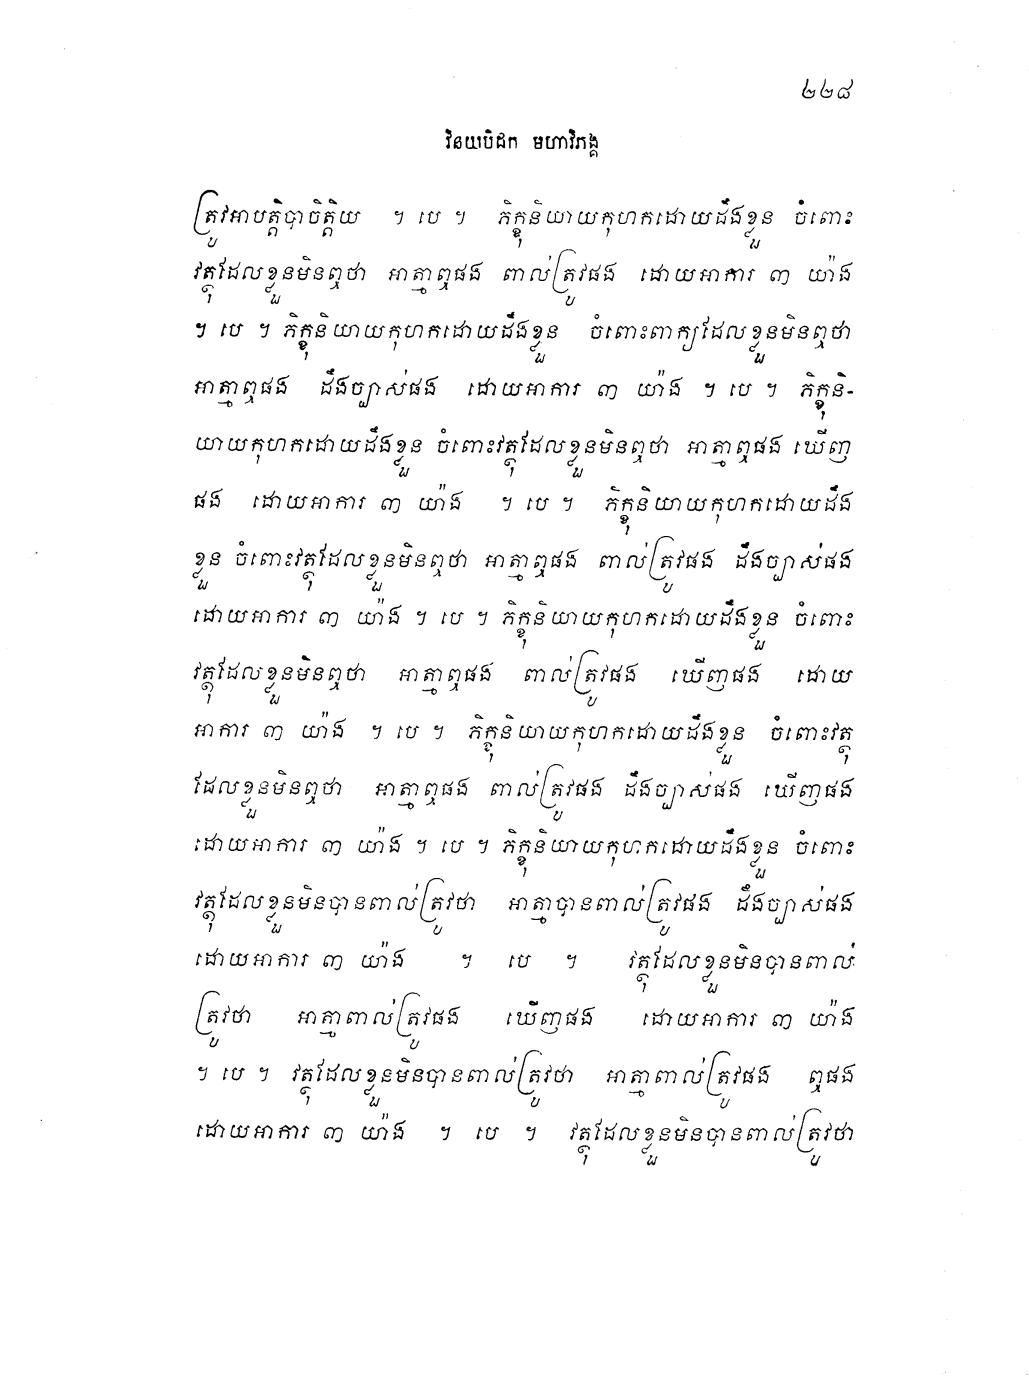 ២២៨
វិនយបិដក មហាវិភង្គ
ត្រូវអាបត្តិបាចិត្តិយ ។ បេ ។ ភិក្ខុនិយាយកុហកដោយដឹងខ្លួន ចំពោះ
វត្ថុដែលខ្លួនមិនឮថា អាត្មាឮផង ពាល់ត្រូវផង ដោយអាការ ៣ យ៉ាង
។ បេ ។ ភិក្ខុនិយាយកុហកដោយដឹងខ្លួន ចំពោះពាក្យដែលខ្លួនមិនឮថា
អាត្មាឮផង ដឹងច្បាស់ផង ដោយអាការ ៣ យ៉ាង ។ បេ ។ ភិក្ខុនិ-
យាយកុហកដោយដឹងខ្លួន ចំពោះវត្ថុដែលខ្លួនមិនឮថា អាត្មាឮផង ឃើញ
ផង ដោយអាការ ៣ យ៉ាង ។ បេ ។ ភិក្ខុនិយាយកុហកដោយដឹង
ខ្លួន ចំពោះវត្ថុដែលខ្លួនមិនឮថា អាត្មាឮផង ពាល់ត្រូវផង ដឹងច្បាស់ផង
ដោយអាការ ៣ យ៉ាង ។ បេ ។ ភិក្ខុនិយាយកុហកដោយដឹងខ្លួន ចំពោះ
វត្ថុដែលខ្លួនមិនឮថា អាត្មាឮផង ពាល់ត្រូវផង ឃើញផង ដោយ
អាការ ៣ យ៉ាង ។ បេ ។ ភិក្ខុនិយាយកុហកដោយដឹងខ្លួន ចំពោះវត្ថុ
ដែលខ្លួនមិនឮថា អាត្មាឮផង ពាល់ត្រូវផង ដឹងច្បាស់ផង ឃើញផង
ដោយអាការ ៣ យ៉ាង ។ បេ ។ ភិក្ខុនិយាយកុហកដោយដឹងខ្លួន ចំពោះ
វត្ថុដែលខ្លួនមិនបានពាល់ត្រូវថា អាត្មាបានពាល់ត្រូវផង ដឹងច្បាស់ផង
ដោយអាការ ៣ យ៉ាង ។ បេ ។ វត្ថុដែលខ្លួនមិនបានពាល់
ត្រូវថា អាត្មាពាល់ត្រូវផង ឃើញផង ដោយអាការ ៣ យ៉ាង
។ បេ ។ វត្ថុដែលខ្លួនមិនបានពាល់ត្រូវថា អាត្មាពាល់ត្រូវផង ឮផង
ដោយអាការ ៣ យ៉ាង ។ បេ ។ វត្ថុដែលខ្លួនមិនបានពាល់ត្រូវថា